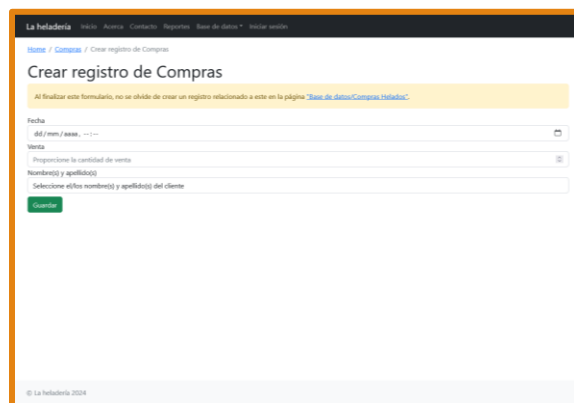 La heladería Inicio Acerca Contacto Reportes Base de datos Iniciar sesión
Home / Compras / Crear registro de Compras
Crear registro de Compras
Al finalizar este formulario, no se olvide de crear un registro relacionado a este en la página "Base de datos/Compras Helados".
Fecha
dd/mm/aaaa, --:--
Venta
Proporcione la cantidad de venta
Nombre(s) y apellido(s)
Seleccione el/los nombre(s) y apellido(s) del cliente
Guardar
© La heladería 2024